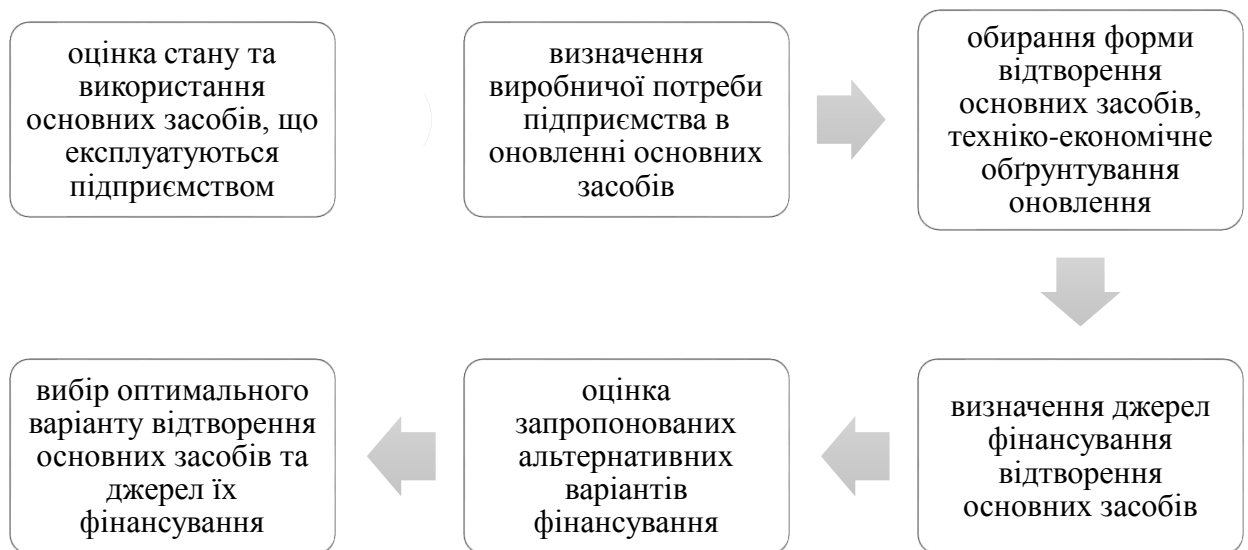 оцінка стану та
використання
основних засобів, що
експлуатуються
підприємством
визначення
виробничої потреби
підприємства в
оновленні основних
засобів
обирання форми
відтворення
основних засобів,
техніко-економічне
обґрунтування
оновлення
визначення джерел
фінансування
відтворення
основних засобів
оцінка
запропонованих
альтернативних
варіантів
фінансування
вибір оптимального
варіанту відтворення
основних засобів та
джерел їх
фінансування